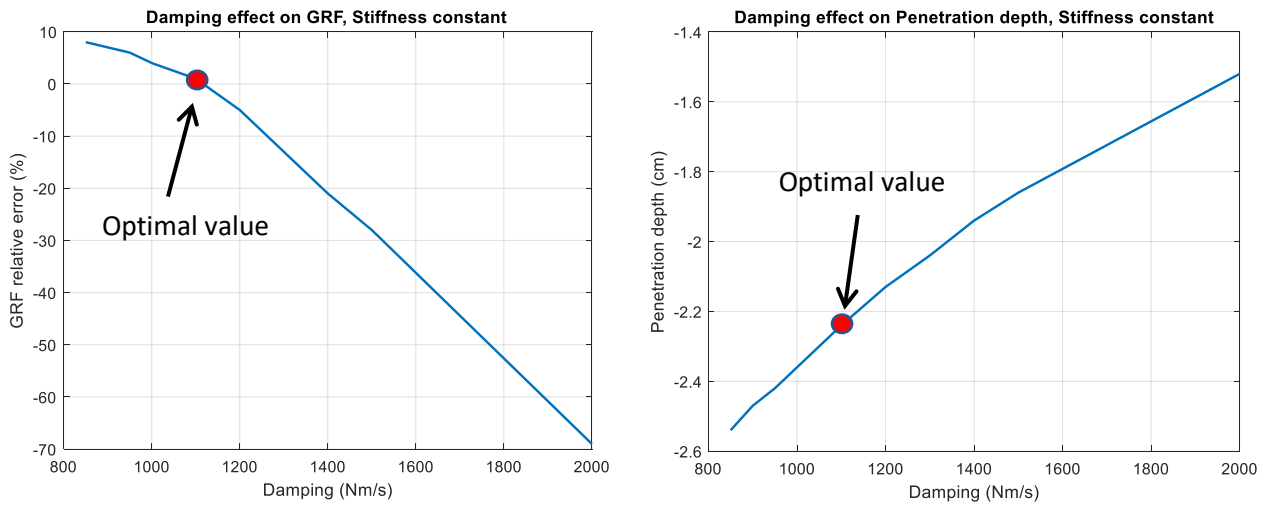 Damping effect on GRF, Stiffness constant
10
0
-10
-20
-30
-40
-50
-60
-70
GRF relative error (%)
Optimal value
800 1000 1200 1400 1600 1800 2000
Damping (Nm/s)
Damping effect on Penetration depth, Stiffness constant
-1.4
-1.6
-1.8
-2
-2.2
-2.4
-2.6
Penetration depth (cm)
Optimal value
800 1000 1200 1400 1600 1800 2000
Damping (Nm/s)